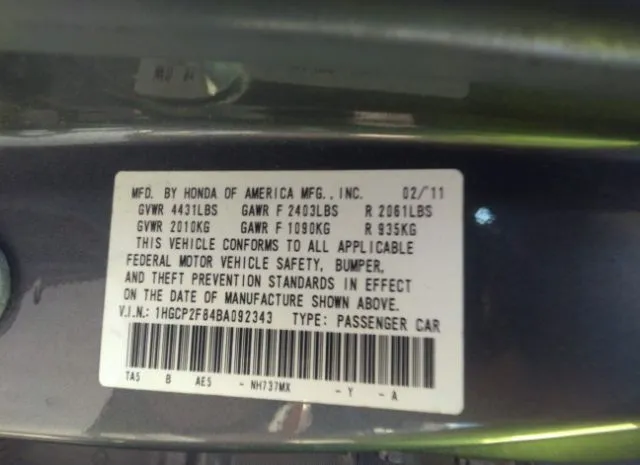 MFD. BY HONDA OF AMERICA MFG., INC. 02/'11
GVWR 4431LBS GAWR F 2403LBS R 2061LBS
GVWR 2010KG GAWR F 1090KG R 935KG
THIS VEHICLE CONFORMS TO ALL APPLICABLE
FEDERAL MOTOR VEHICLE SAFETY, BUMPER,
AND THEFT PREVENTION STANDARDS IN EFFECT
ON THE DATE OF MANUFACTURE SHOWN ABOVE.
V.I.N.: 1HGCP2F84BA092343 TYPE: PASSENGER CAR
TA5 B AE5 - NH737MX - Y - A